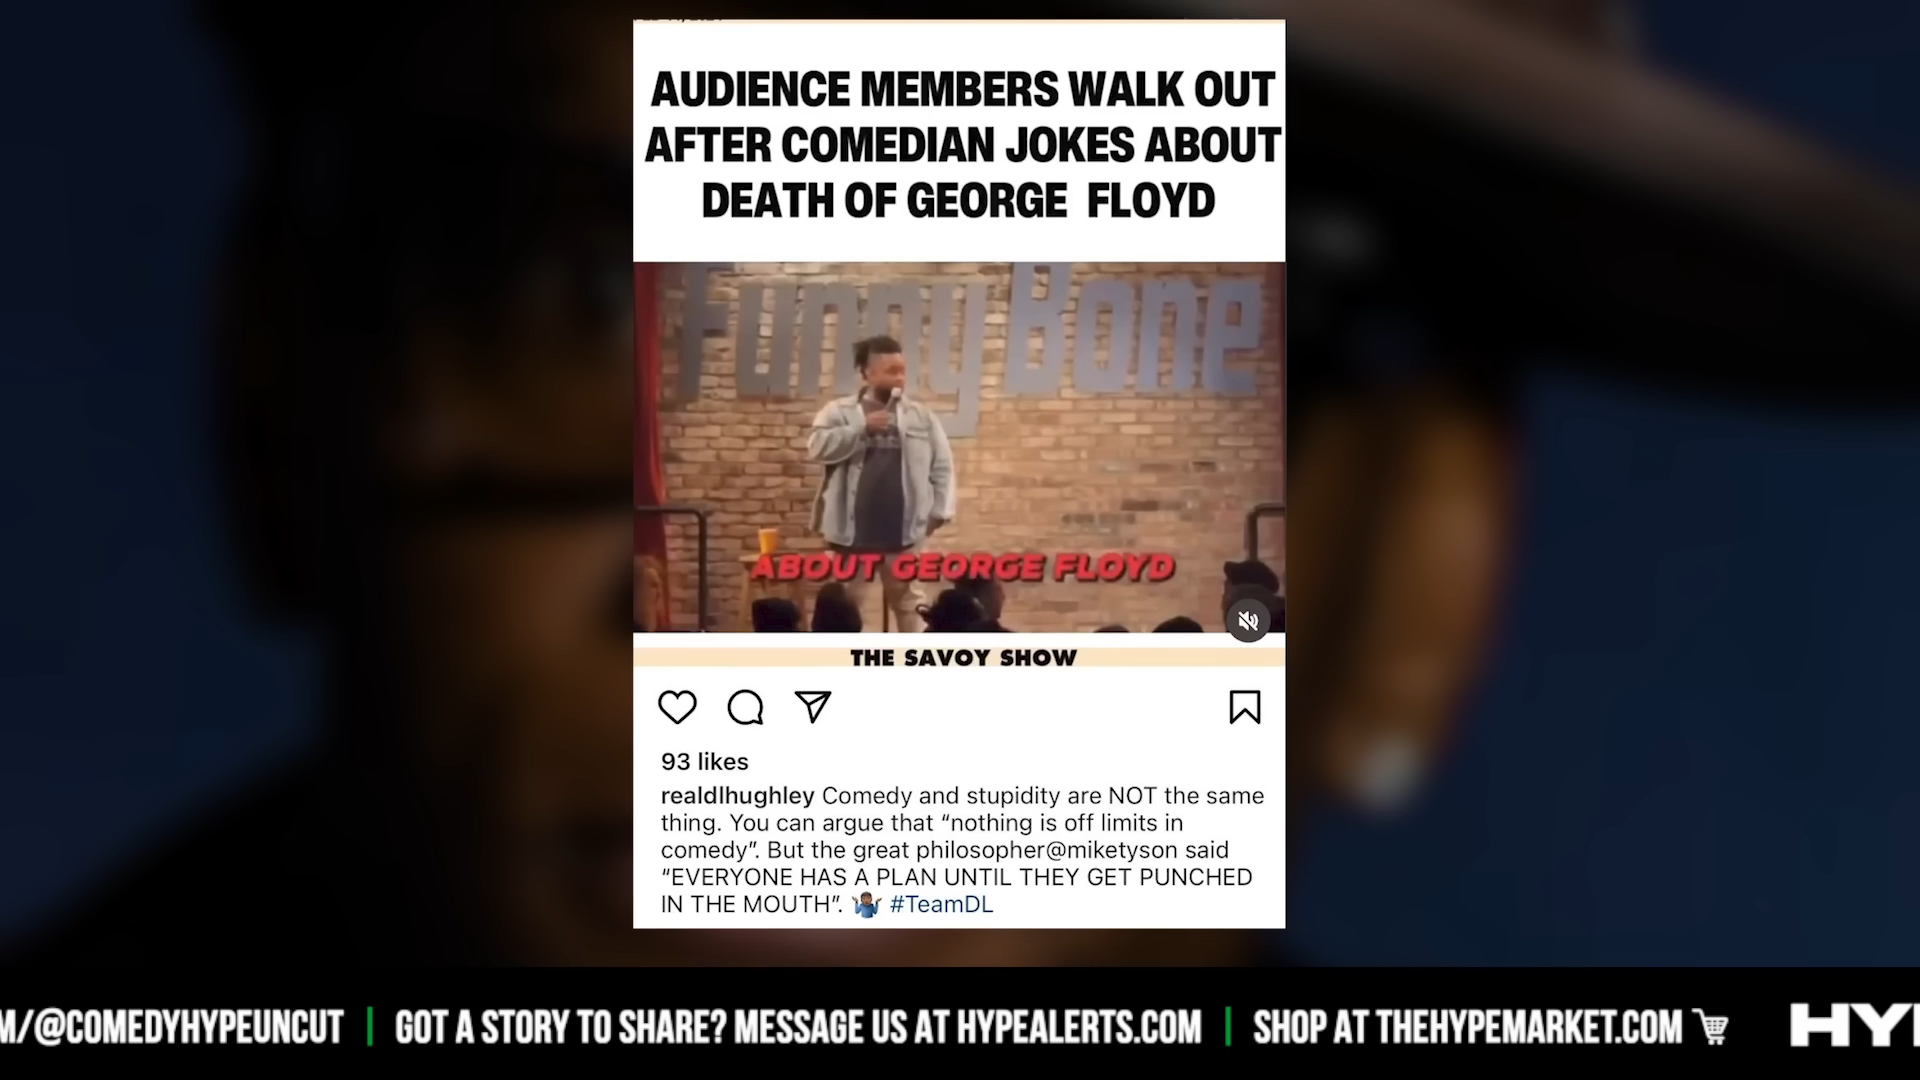 AUDIENCE MEMBERS WALK OUT
AFTER COMEDIAN JOKES ABOUT
DEATH OF GEORGE FLOYD
Funny Bone
ABOUT GEORGE FLOYD
THE SAVOY SHOW
93 likes
realdlhughley Comedy and stupidity are NOT the same
thing. You can argue that “nothing is off limits in
comedy”. But the great philosopher@miketyson said
“EVERYONE HAS A PLAN UNTIL THEY GET PUNCHED
IN THE MOUTH”. 🤷🏾‍♂️ #TeamDL
M/@COMEDYHYPEUNCUT | GOT A STORY TO SHARE? MESSAGE US AT HYPEALERTS.COM | SHOP AT THEHYPEMARKET.COM HY